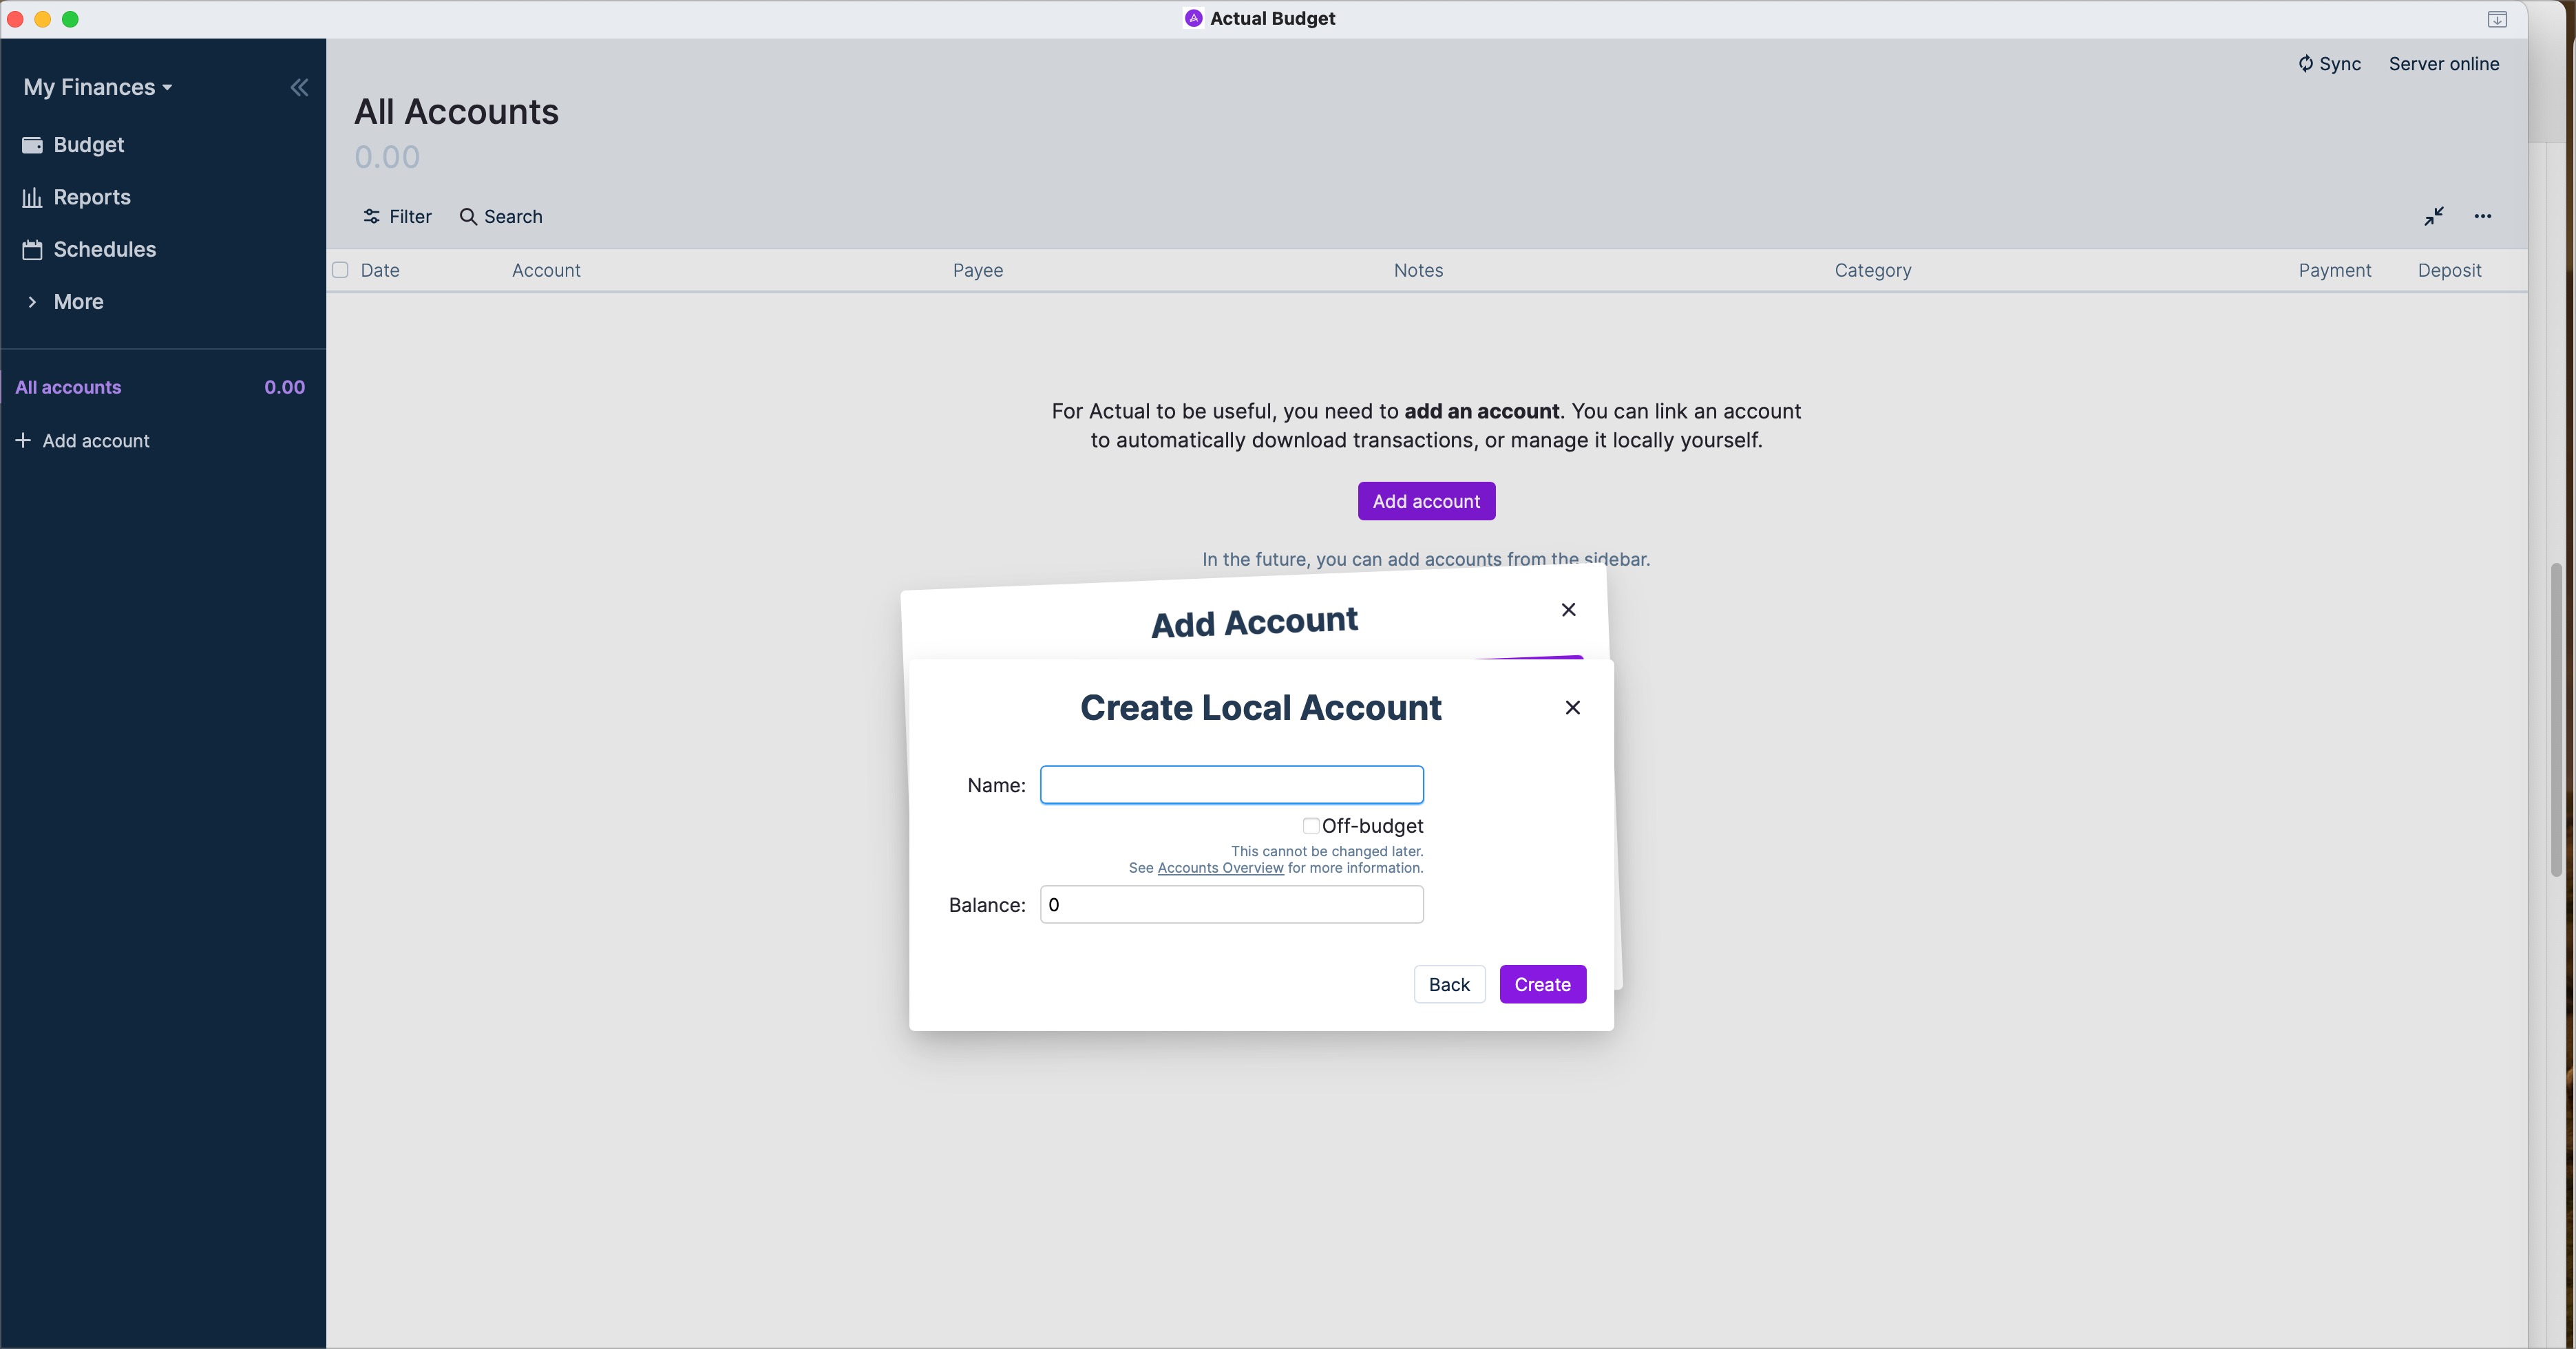 Actual Budget
My Finances
Sync
Server online
Budget
Reports
Schedules
More
All accounts 0.00
Add account
All Accounts
0.00
Filter
Search
Date Account Payee Notes Category Payment Deposit
For Actual to be useful, you need to add an account. You can link an account
to automatically download transactions, or manage it locally yourself.
Add account
In the future, you can add accounts from the sidebar.
Add Account
Create Local Account
Name:
Off-budget
This cannot be changed later.
See Accounts Overview for more information.
Balance: 0
Back
Create